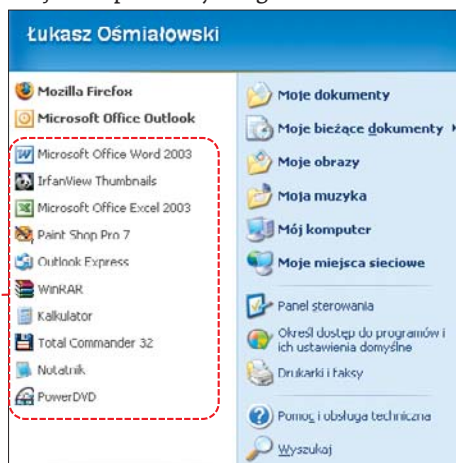 Łukasz Ośmiałowski
Mozilla Firefox
Microsoft Office Outlook
Microsoft Office Word 2003
IrfanView Thumbnails
Microsoft Office Excel 2003
Paint Shop Pro 7
Outlook Express
WinRAR
Kalkulator
Total Commander 32
Notatnik
PowerDVD
Moje dokumenty
Moje bieżące dokumenty
Moje obrazy
Moja muzyka
Mój komputer
Moje miejsca sieciowe
Panel sterowania
Określ dostęp do programów i
ich ustawienia domyślne
Drukarki i faksy
Pomoc i obsługa techniczna
Wyszukaj